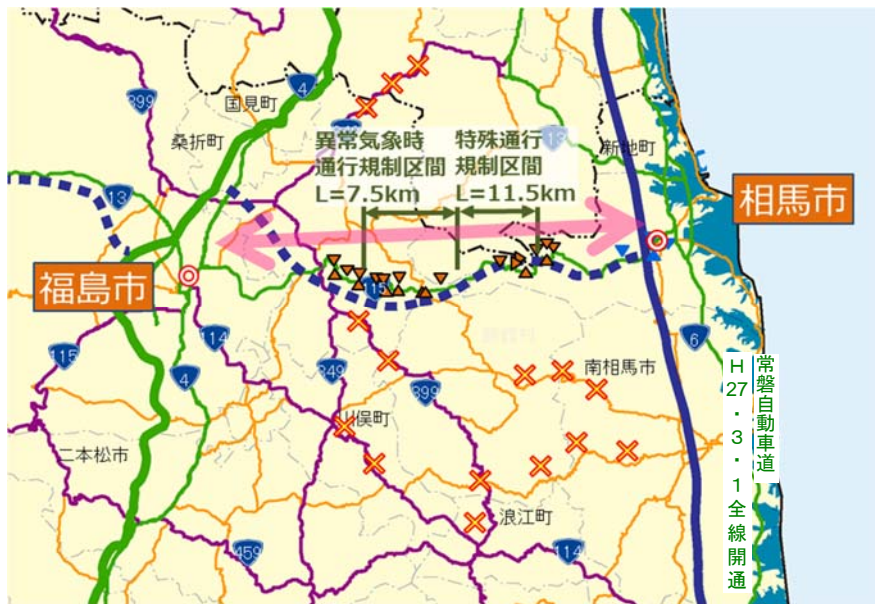 399
4
国見町
桑折町
異常気象時
通行規制区間
L=7.5km
特殊通行
規制区間
L=11.5km
新地町
13
相馬市
福島市
115
114
115
349
6
4
399
南相馬市
川俣町
二本松市
浪江町
459
114
常磐自動車道
H27・3・1全線開通